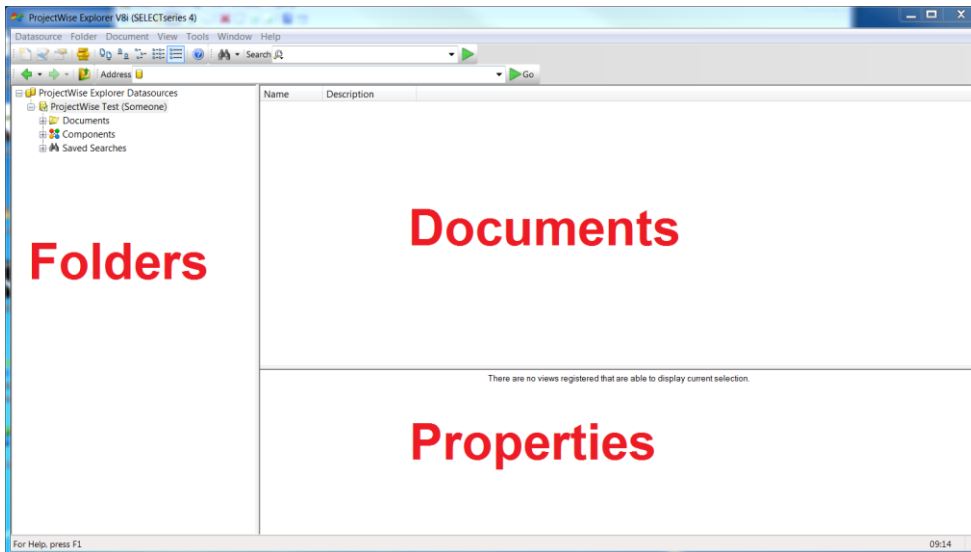 ProjectWise Explorer V8i (SELECTseries 4)
Datasource Folder Document View Tools Window Help
Search
Address
Go
ProjectWise Explorer Datasources
ProjectWise Test (Someone)
Documents
Components
Saved Searches
Name Description
Folders
Documents
There are no views registered that are able to display current selection.
Properties
For Help, press F1
09:14